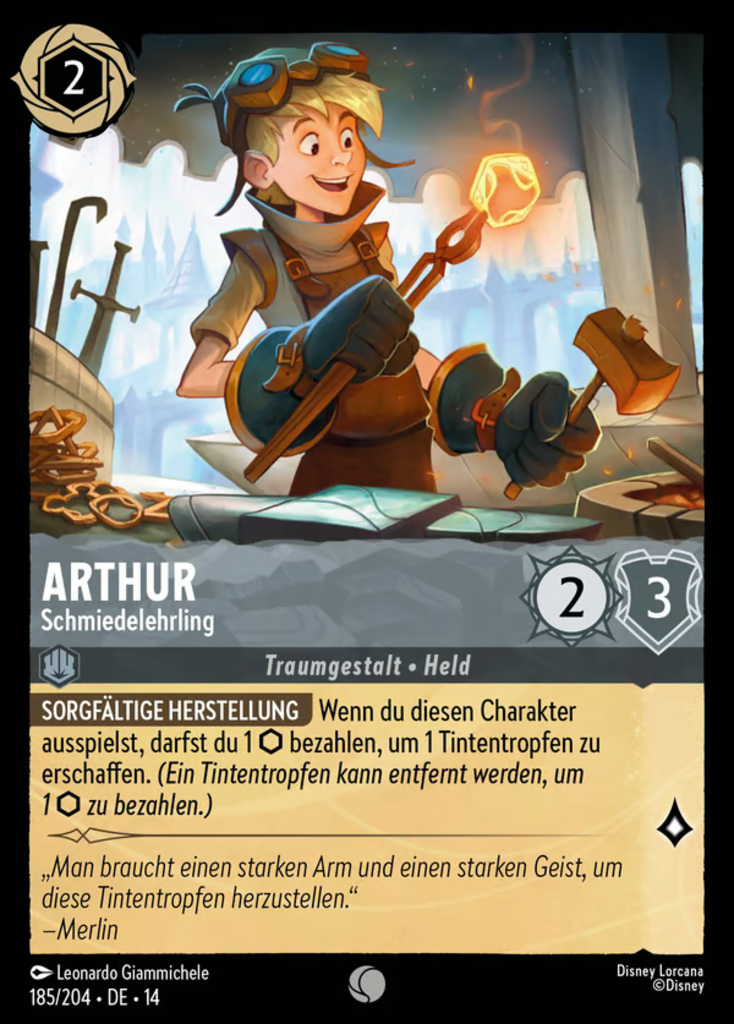 2
ARTHUR
Schmiedelehrling
2 3
Traumgestalt • Held
SORGFÄLTIGE HERSTELLUNG Wenn du diesen Charakter
ausspielst, darfst du 1 ⬡ bezahlen, um 1 Tintentropfen zu
erschaffen. (Ein Tintentropfen kann entfernt werden, um
1 ⬡ zu bezahlen.)
„Man braucht einen starken Arm und einen starken Geist, um
diese Tintentropfen herzustellen.“
–Merlin
Leonardo Giammichele
185/204 • DE • 14
Disney Lorcana
©Disney